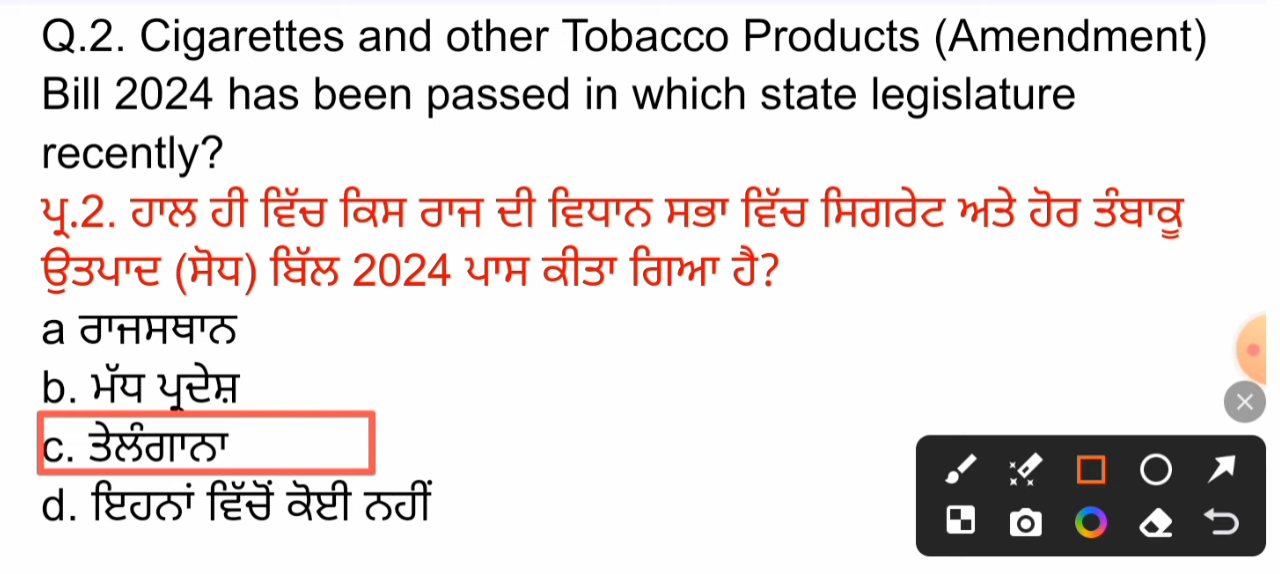 Q.2. Cigarettes and other Tobacco Products (Amendment)
Bill 2024 has been passed in which state legislature
recently?
ਪ੍ਰ.2. ਹਾਲ ਹੀ ਵਿੱਚ ਕਿਸ ਰਾਜ ਦੀ ਵਿਧਾਨ ਸਭਾ ਵਿੱਚ ਸਿਗਰੇਟ ਅਤੇ ਹੋਰ ਤੰਬਾਕੂ
ਉਤਪਾਦ (ਸੋਧ) ਬਿੱਲ 2024 ਪਾਸ ਕੀਤਾ ਗਿਆ ਹੈ?
a ਰਾਜਸਥਾਨ
b. ਮੱਧ ਪ੍ਰਦੇਸ਼
c. ਤੇਲੰਗਾਨਾ
d. ਇਹਨਾਂ ਵਿੱਚੋਂ ਕੋਈ ਨਹੀਂ